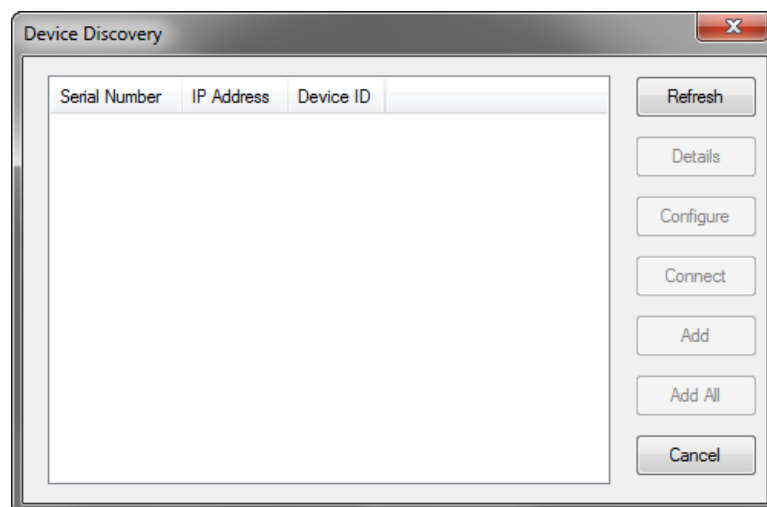 Device Discovery
Serial Number IP Address Device ID
Refresh
Details
Configure
Connect
Add
Add All
Cancel